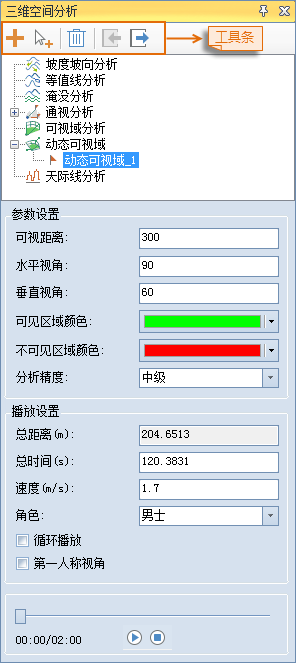 三维空间分析
工具条
坡度坡向分析
等值线分析
淹没分析
通视分析
可视域分析
动态可视域
动态可视域_1
天际线分析
参数设置
可视距离: 300
水平视角: 90
垂直视角: 60
可见区域颜色:
不可见区域颜色:
分析精度: 中级
播放设置
总距离(m): 204.6513
总时间(s): 120.3831
速度(m/s): 1.7
角色: 男士
循环播放
第一人称视角
00:00/02:00